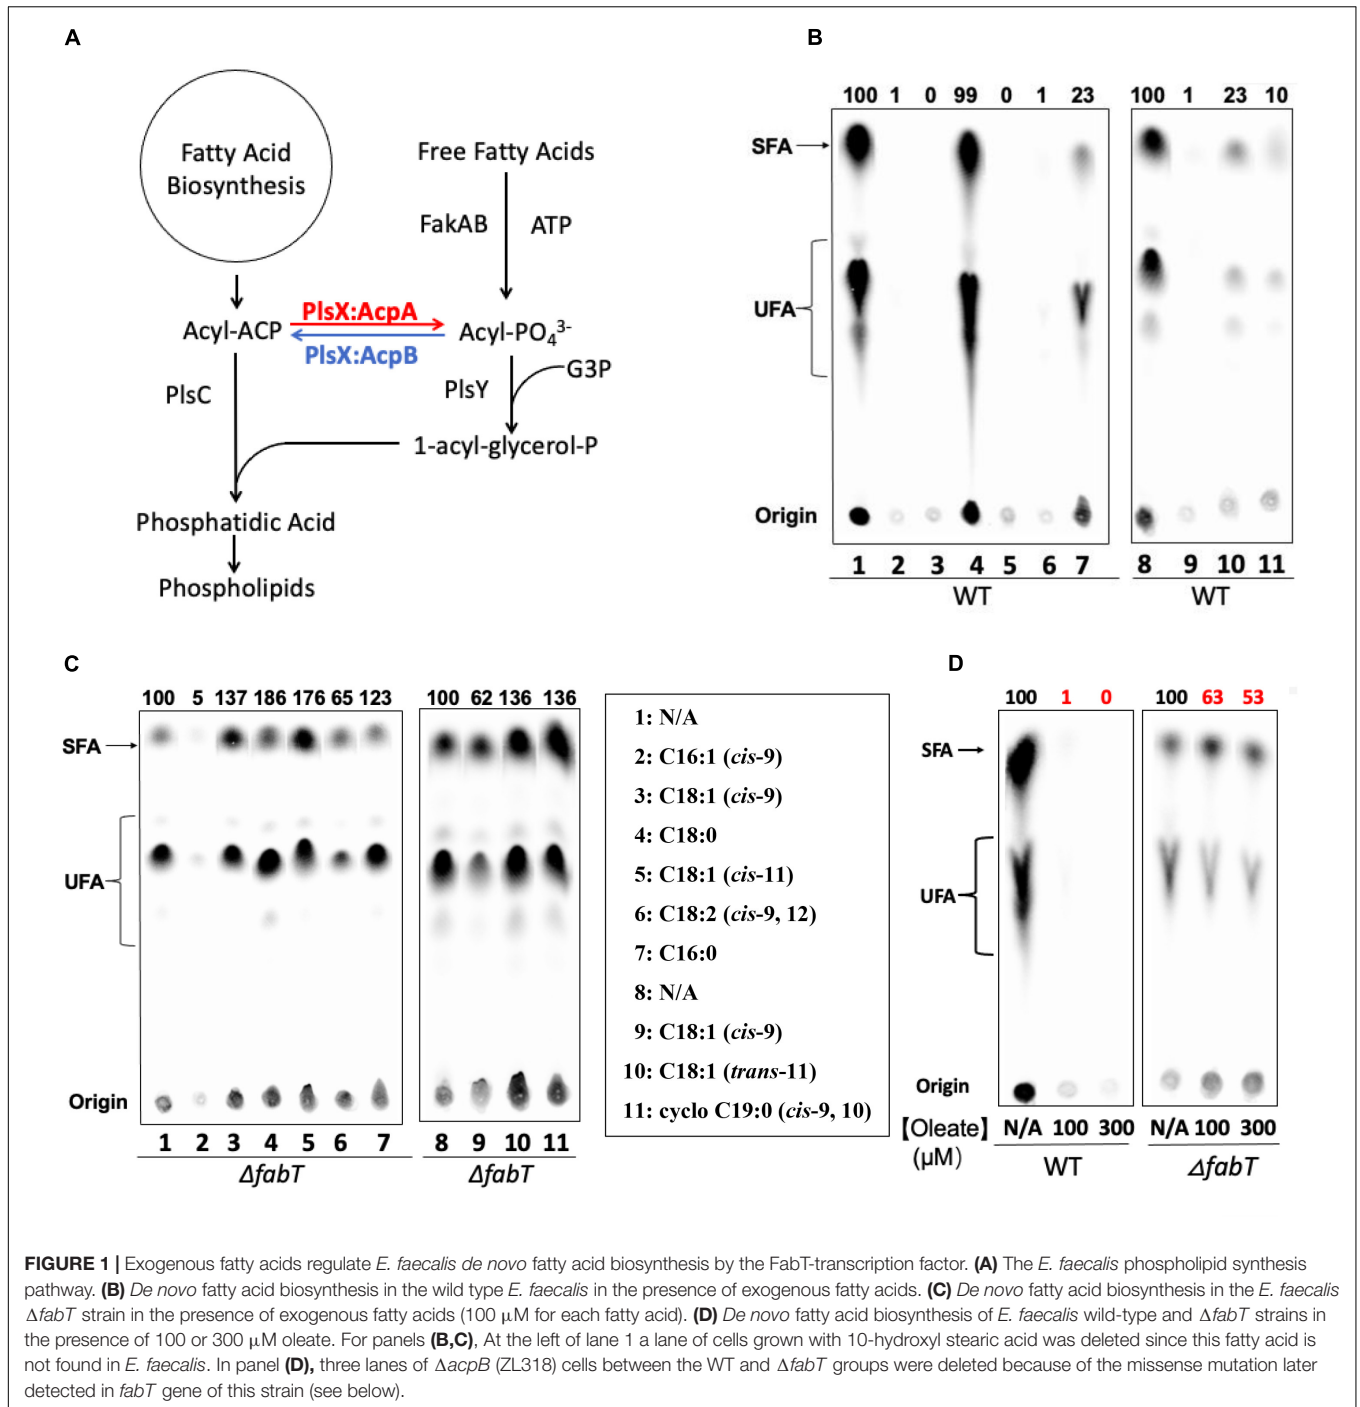 A
Fatty Acid
Biosynthesis
Free Fatty Acids
FakAB
ATP
PlsX:AcpA
Acyl-ACP
Acyl-PO₄³⁻
PlsX:AcpB
PlsC
PlsY
G3P
1-acyl-glycerol-P
Phosphatidic Acid
Phospholipids
B
100 1 0 99 0 1 23
100 1 23 10
SFA
UFA
Origin
1 2 3 4 5 6 7
8 9 10 11
WT
WT
C
100 5 137 186 176 65 123
100 62 136 136
SFA
UFA
Origin
1 2 3 4 5 6 7
8 9 10 11
ΔfabT
ΔfabT
1: N/A
2: C16:1 (cis-9)
3: C18:1 (cis-9)
4: C18:0
5: C18:1 (cis-11)
6: C18:2 (cis-9, 12)
7: C16:0
8: N/A
9: C18:1 (cis-9)
10: C18:1 (trans-11)
11: cyclo C19:0 (cis-9, 10)
D
100 1 0
100 63 53
SFA
UFA
Origin
【Oleate】 N/A 100 300
N/A 100 300
(µM)
WT
ΔfabT
FIGURE 1 | Exogenous fatty acids regulate E. faecalis de novo fatty acid biosynthesis by the FabT-transcription factor. (A) The E. faecalis phospholipid synthesis
pathway. (B) De novo fatty acid biosynthesis in the wild type E. faecalis in the presence of exogenous fatty acids. (C) De novo fatty acid biosynthesis in the E. faecalis
ΔfabT strain in the presence of exogenous fatty acids (100 µM for each fatty acid). (D) De novo fatty acid biosynthesis of E. faecalis wild-type and ΔfabT strains in
the presence of 100 or 300 µM oleate. For panels (B,C), At the left of lane 1 a lane of cells grown with 10-hydroxyl stearic acid was deleted since this fatty acid is
not found in E. faecalis. In panel (D), three lanes of ΔacpB (ZL318) cells between the WT and ΔfabT groups were deleted because of the missense mutation later
detected in fabT gene of this strain (see below).